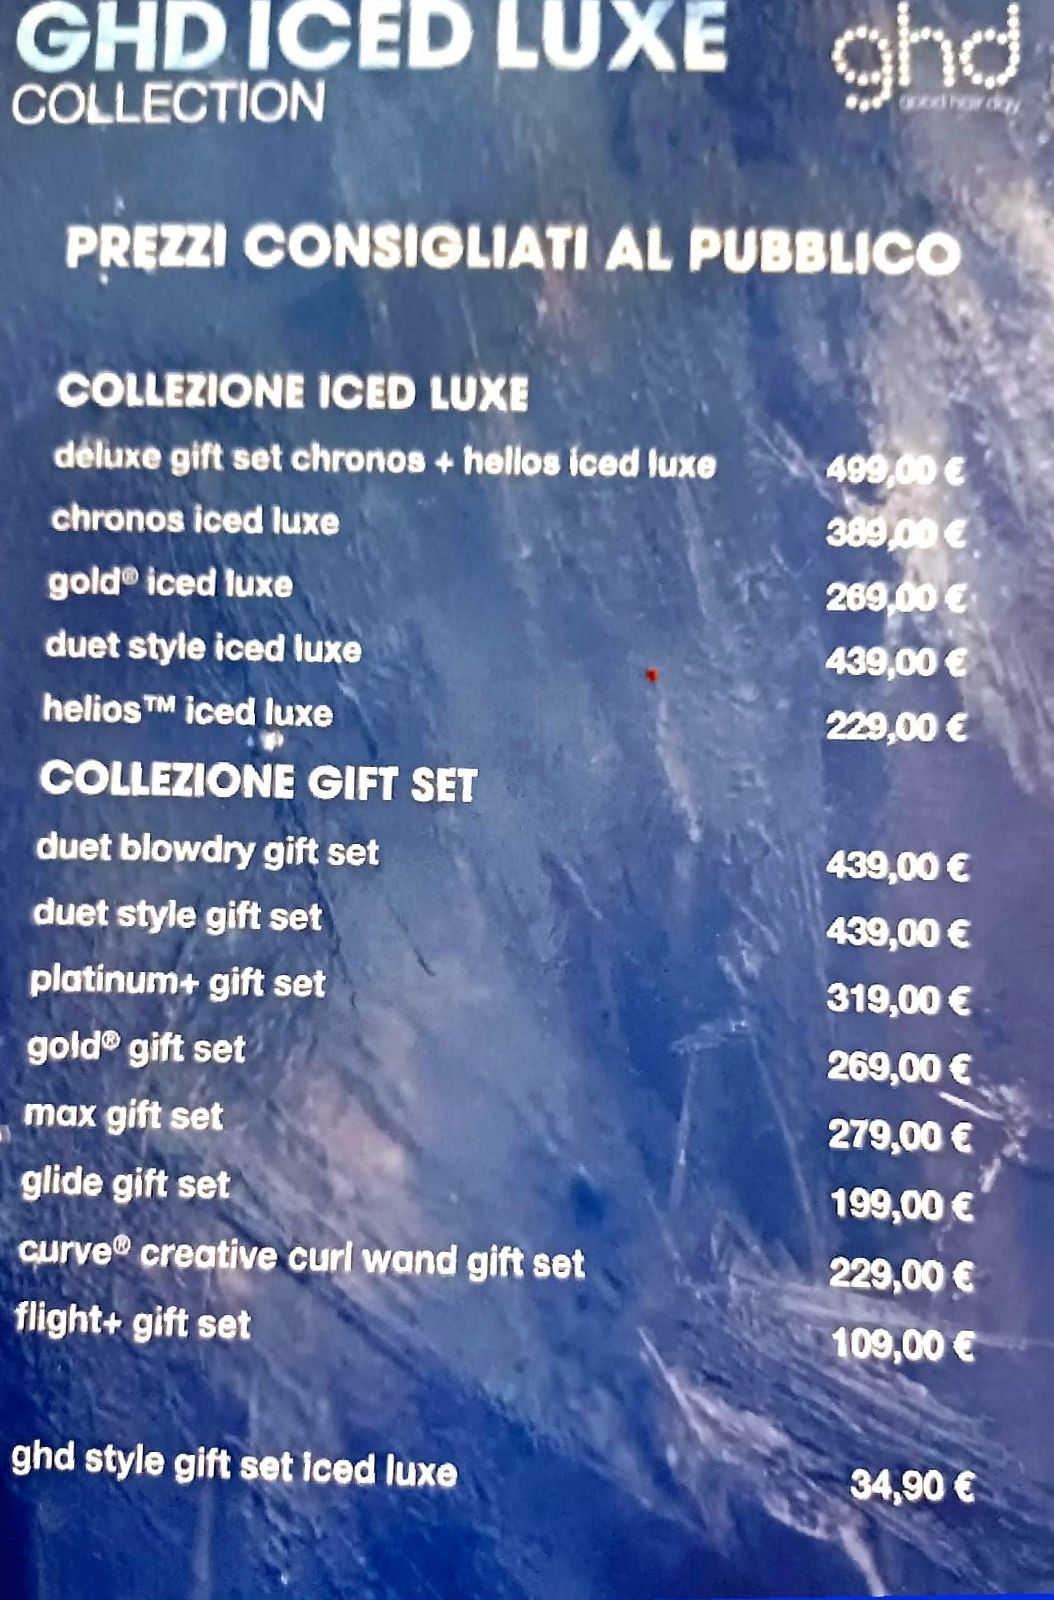 GHD ICED LUXE
COLLECTION
ghd
good hair day
PREZZI CONSIGLIATI AL PUBBLICO
COLLEZIONE ICED LUXE
deluxe gift set chronos + helios iced luxe 499,00 €
chronos iced luxe 389,00 €
gold® iced luxe 269,00 €
duet style iced luxe 439,00 €
helios™ iced luxe 229,00 €
COLLEZIONE GIFT SET
duet blowdry gift set 439,00 €
duet style gift set 439,00 €
platinum+ gift set 319,00 €
gold® gift set 269,00 €
max gift set 279,00 €
glide gift set 199,00 €
curve® creative curl wand gift set 229,00 €
flight+ gift set 109,00 €
ghd style gift set iced luxe 34,90 €